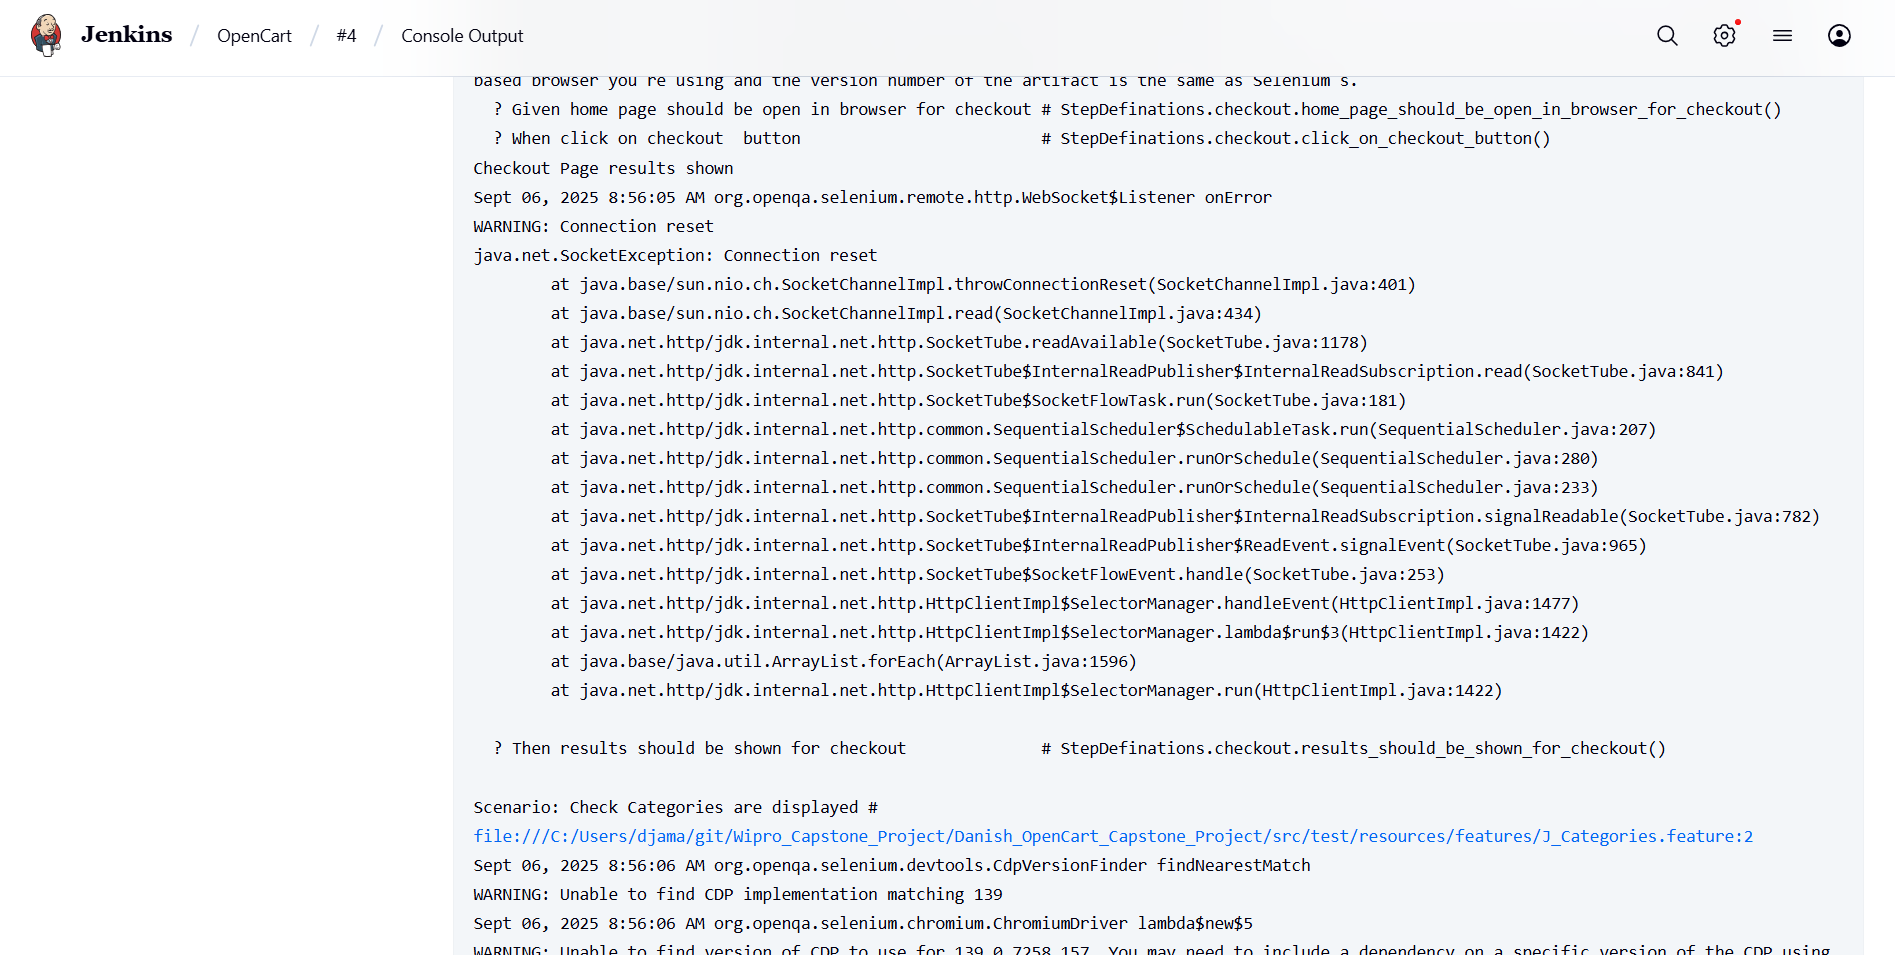 Jenkins / OpenCart / #4 / Console Output
based browser you're using and the version number of the artifact is the same as Selenium's.
? Given home page should be open in browser for checkout # StepDefinations.checkout.home_page_should_be_open_in_browser_for_checkout()
? When click on checkout  button                         # StepDefinations.checkout.click_on_checkout_button()
Checkout Page results shown
Sept 06, 2025 8:56:05 AM org.openqa.selenium.remote.http.WebSocket$Listener onError
WARNING: Connection reset
java.net.SocketException: Connection reset
at java.base/sun.nio.ch.SocketChannelImpl.throwConnectionReset(SocketChannelImpl.java:401)
at java.base/sun.nio.ch.SocketChannelImpl.read(SocketChannelImpl.java:434)
at java.net.http/jdk.internal.net.http.SocketTube.readAvailable(SocketTube.java:1178)
at java.net.http/jdk.internal.net.http.SocketTube$InternalReadPublisher$InternalReadSubscription.read(SocketTube.java:841)
at java.net.http/jdk.internal.net.http.SocketTube$SocketFlowTask.run(SocketTube.java:181)
at java.net.http/jdk.internal.net.http.common.SequentialScheduler$SchedulableTask.run(SequentialScheduler.java:207)
at java.net.http/jdk.internal.net.http.common.SequentialScheduler.runOrSchedule(SequentialScheduler.java:280)
at java.net.http/jdk.internal.net.http.common.SequentialScheduler.runOrSchedule(SequentialScheduler.java:233)
at java.net.http/jdk.internal.net.http.SocketTube$InternalReadPublisher$InternalReadSubscription.signalReadable(SocketTube.java:782)
at java.net.http/jdk.internal.net.http.SocketTube$InternalReadPublisher$ReadEvent.signalEvent(SocketTube.java:965)
at java.net.http/jdk.internal.net.http.SocketTube$SocketFlowEvent.handle(SocketTube.java:253)
at java.net.http/jdk.internal.net.http.HttpClientImpl$SelectorManager.handleEvent(HttpClientImpl.java:1477)
at java.net.http/jdk.internal.net.http.HttpClientImpl$SelectorManager.lambda$run$3(HttpClientImpl.java:1422)
at java.base/java.util.ArrayList.forEach(ArrayList.java:1596)
at java.net.http/jdk.internal.net.http.HttpClientImpl$SelectorManager.run(HttpClientImpl.java:1422)
? Then results should be shown for checkout              # StepDefinations.checkout.results_should_be_shown_for_checkout()
Scenario: Check Categories are displayed #
file:///C:/Users/djama/git/Wipro_Capstone_Project/Danish_OpenCart_Capstone_Project/src/test/resources/features/J_Categories.feature:2
Sept 06, 2025 8:56:06 AM org.openqa.selenium.devtools.CdpVersionFinder findNearestMatch
WARNING: Unable to find CDP implementation matching 139
Sept 06, 2025 8:56:06 AM org.openqa.selenium.chromium.ChromiumDriver lambda$new$5
WARNING: Unable to find version of CDP to use for 139.0.7258.157. You may need to include a dependency on a specific version of the CDP using